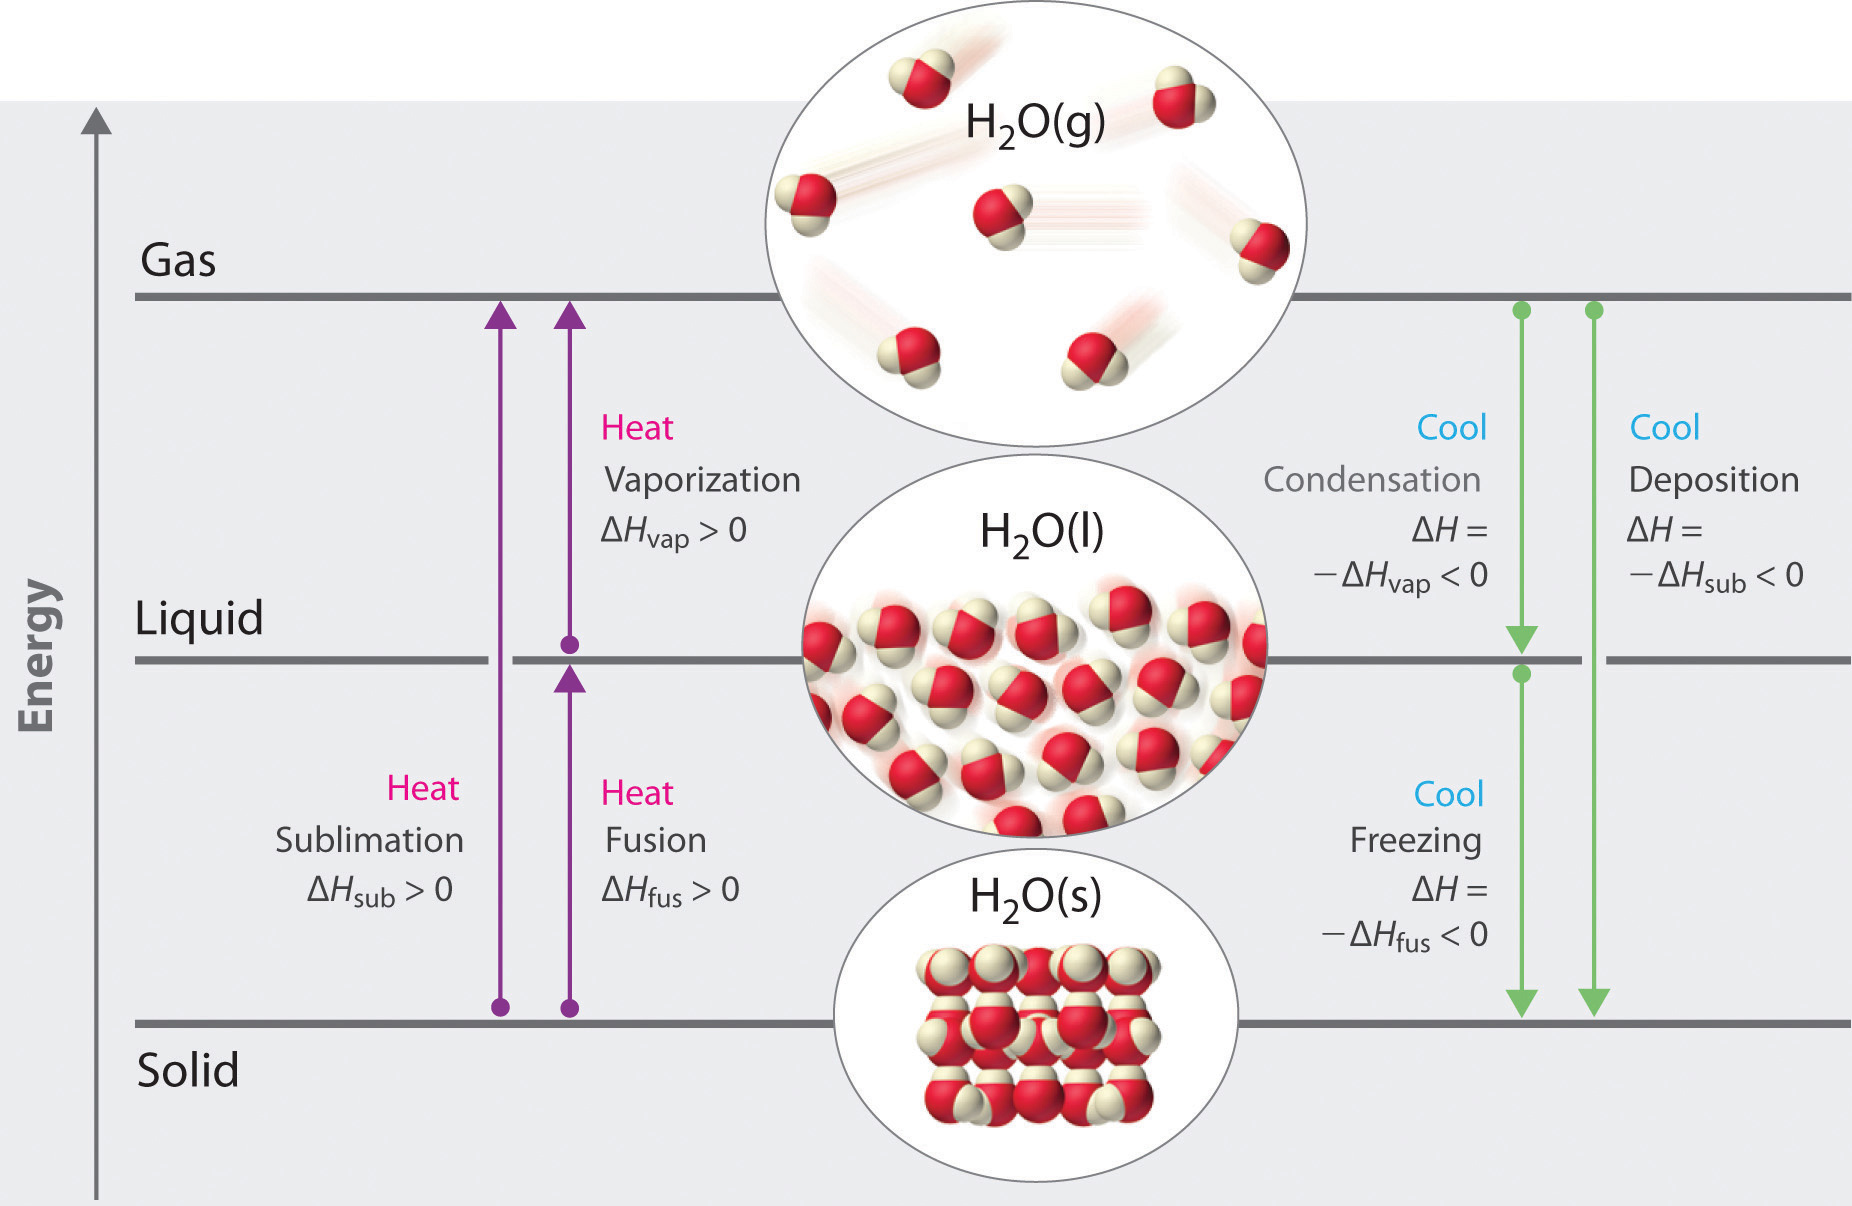 Energy
Gas
Liquid
Solid
H₂O(g)
Heat
Vaporization
ΔHvap > 0
Cool
Condensation
ΔH =
−ΔHvap < 0
Cool
Deposition
ΔH =
−ΔHsub < 0
H₂O(l)
Heat
Sublimation
ΔHsub > 0
Heat
Fusion
ΔHfus > 0
Cool
Freezing
ΔH =
−ΔHfus < 0
H₂O(s)